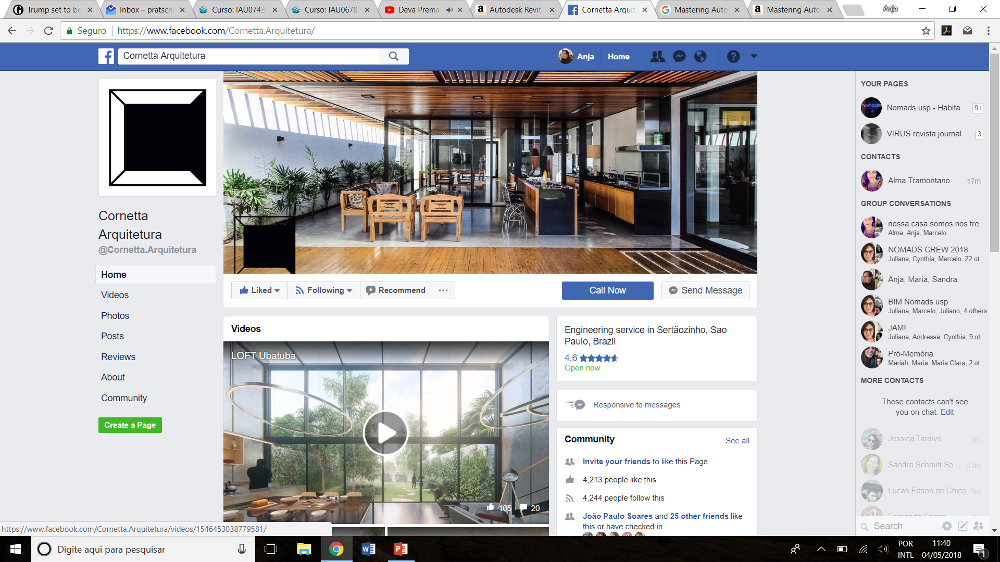 Trump set to be
Inbox – pratsch
Curso: IAU0743
Curso: IAU0678
Deva Prema
Autodesk Revit
Cornetta Arquit
Mastering Auto
Mastering Auto
Anja
Seguro
https://www.facebook.com/Cornetta.Arquitetura/
Cornetta Arquitetura
Anja
Home
Cornetta
Arquitetura
@Cornetta.Arquitetura
Home
Videos
Photos
Posts
Reviews
About
Community
Create a Page
Liked
Following
Recommend
Call Now
Send Message
Videos
LOFT Ubatuba
105
20
Engineering service in Sertãozinho, Sao
Paulo, Brazil
4.6
Open now
Responsive to messages
Community
See all
Invite your friends to like this Page
4,213 people like this
4,244 people follow this
João Paulo Soares and 25 other friends like
this or have checked in
YOUR PAGES
nomads
Nomads.usp - Habita...
9+
VIRUS revista.journal
3
CONTACTS
Alma Tramontano
17m
GROUP CONVERSATIONS
nossa casa somos nos tre...
Alma, Anja, Marcelo
NOMADS CREW 2018
Juliana, Cynthia, Marcelo, 22 ot...
Anja, Maria, Sandra
BIM Nomads.usp
Juliana, Marcelo, Juliano, 4 others
JAM!
Juliana, Andressa, Cynthia, 9 ot...
Pró-Memória
Mariah, Maria, Maria Clara, 2 ot...
MORE CONTACTS
These contacts can't see
you on chat. Edit
Jessica Tardivo
1m
Sandra Schmitt So...
31m
Lucas Edson de Chico
1m
Search
https://www.facebook.com/Cornetta.Arquitetura/videos/1546453038779581/
Digite aqui para pesquisar
POR
INTL
11:40
04/05/2018
1